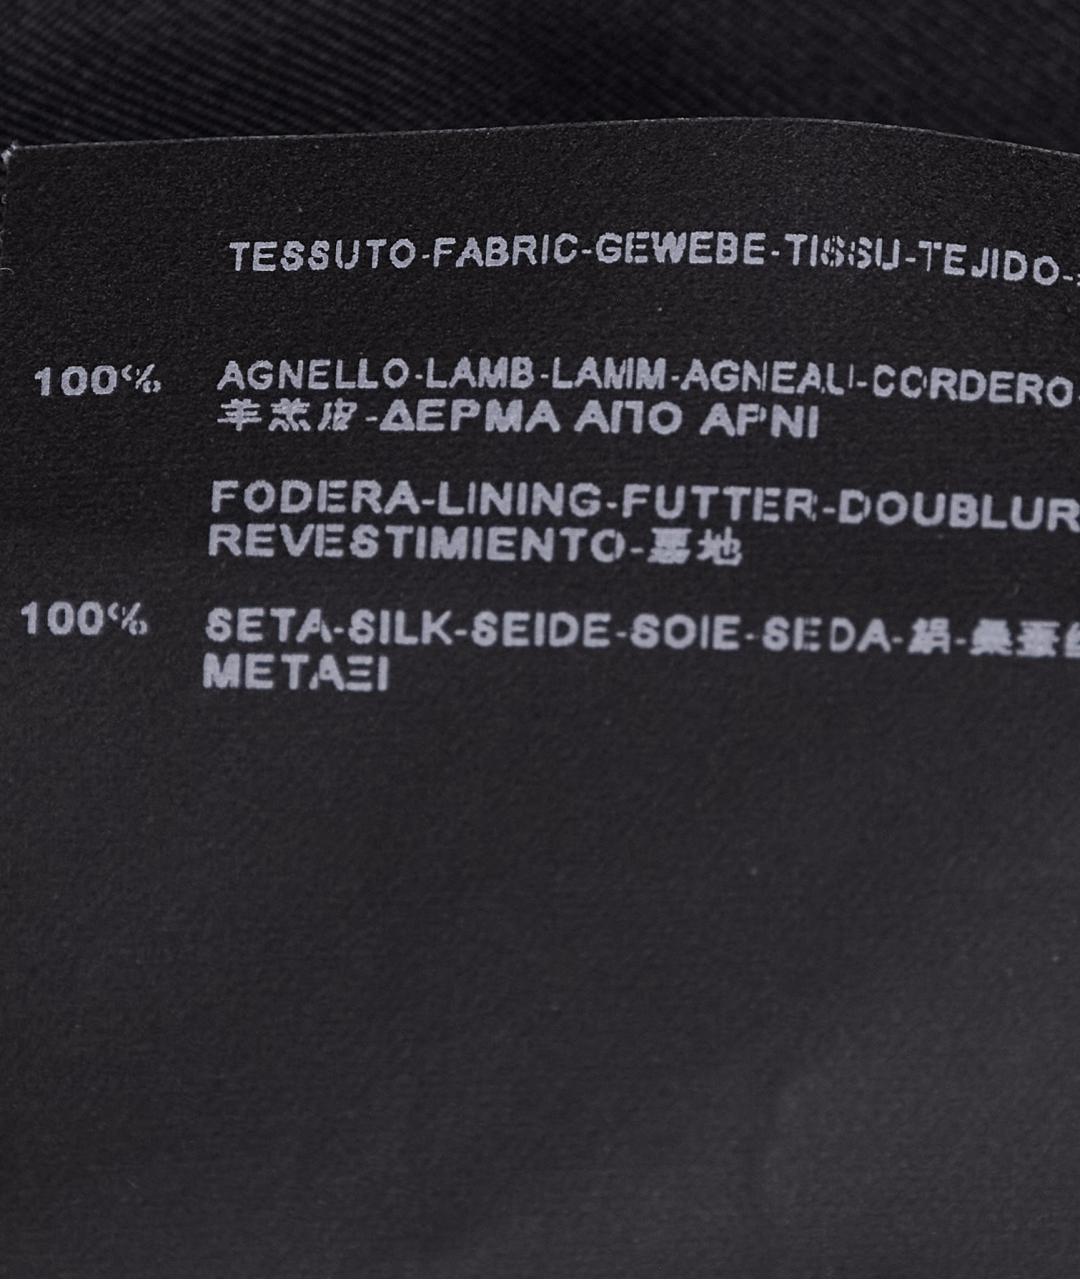 TESSUTO-FABRIC-GEWEBE-TISSU-TEJIDO-
100% AGNELLO-LAMB-LAMM-AGNEAU-CORDERO-
羊羔皮-ΔΕΡΜΑ ΑΠΟ ΑΡΝΙ
FODERA-LINING-FUTTER-DOUBLUR
REVESTIMIENTO-裏地
100% SETA-SILK-SEIDE-SOIE-SEDA-絹-桑蚕
ΜΕΤΑΞΙ